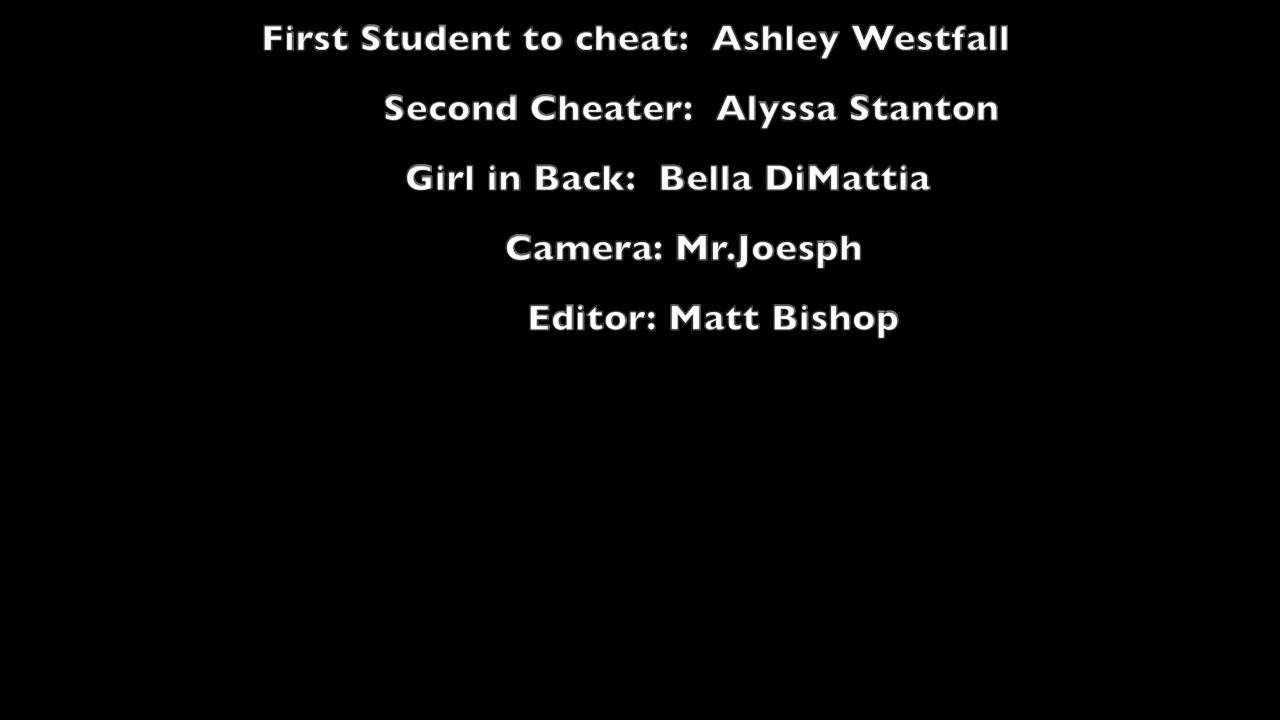 First Student to cheat:  Ashley Westfall
Second Cheater:  Alyssa Stanton
Girl in Back:  Bella DiMattia
Camera: Mr.Joesph
Editor: Matt Bishop